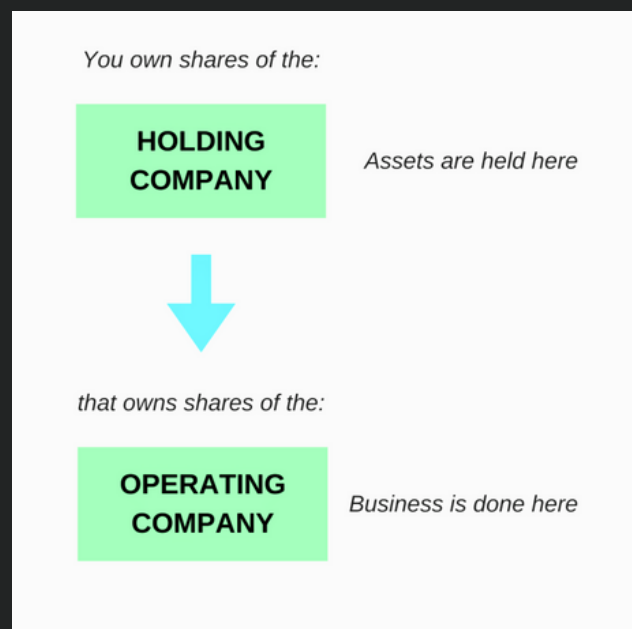 You own shares of the:
HOLDING
COMPANY
Assets are held here
that owns shares of the:
OPERATING
COMPANY
Business is done here